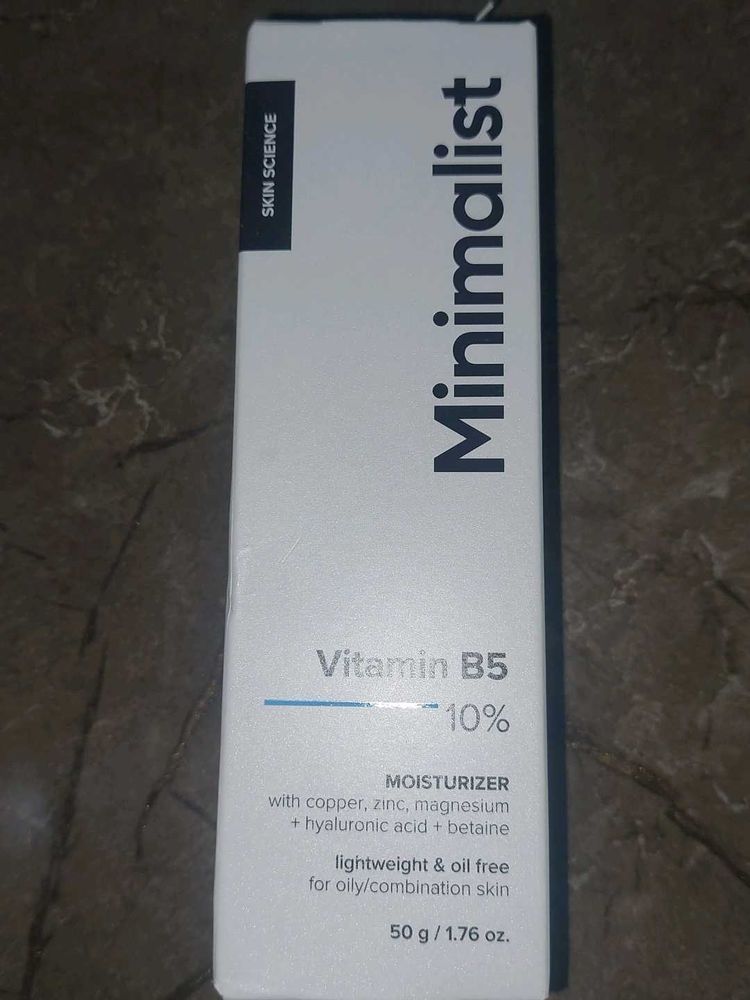 SKIN SCIENCE
Minimalist
Vitamin B5
10%
MOISTURIZER
with copper, zinc, magnesium
+ hyaluronic acid + betaine
lightweight & oil free
for oily/combination skin
50 g / 1.76 oz.